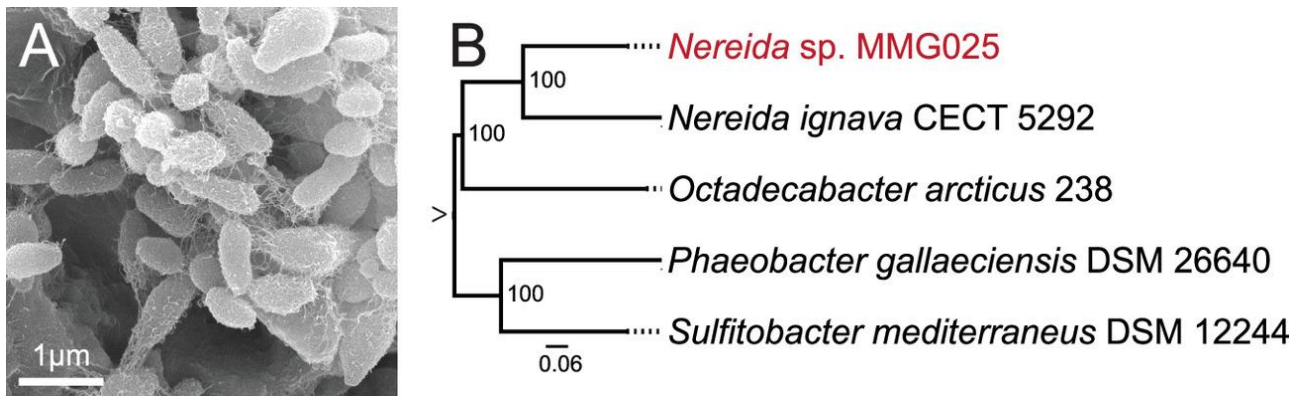 A
1µm
B
Nereida sp. MMG025
100
Nereida ignava CECT 5292
100
Octadecabacter arcticus 238
>
Phaeobacter gallaeciensis DSM 26640
100
Sulfitobacter mediterraneus DSM 12244
0.06